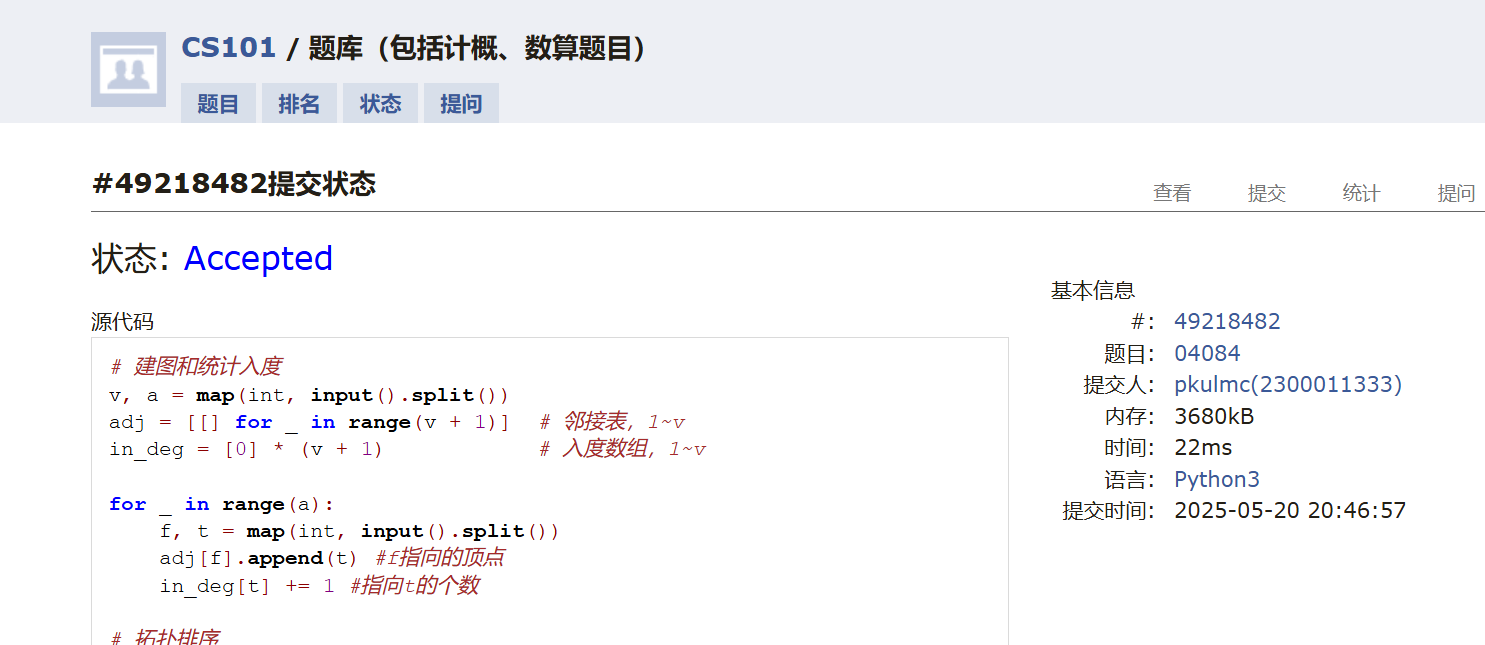 CS101 / 题库（包括计概、数算题目）
题目 排名 状态 提问
#49218482提交状态
查看 提交 统计 提问
状态: Accepted
源代码
# 建图和统计入度
v, a = map(int, input().split())
adj = [[] for _ in range(v + 1)]  # 邻接表，1~v
in_deg = [0] * (v + 1)            # 入度数组，1~v
for _ in range(a):
    f, t = map(int, input().split())
    adj[f].append(t) #f指向的顶点
    in_deg[t] += 1 #指向t的个数
# 拓扑排序
基本信息
#: 49218482
题目: 04084
提交人: pkulmc(2300011333)
内存: 3680kB
时间: 22ms
语言: Python3
提交时间: 2025-05-20 20:46:57